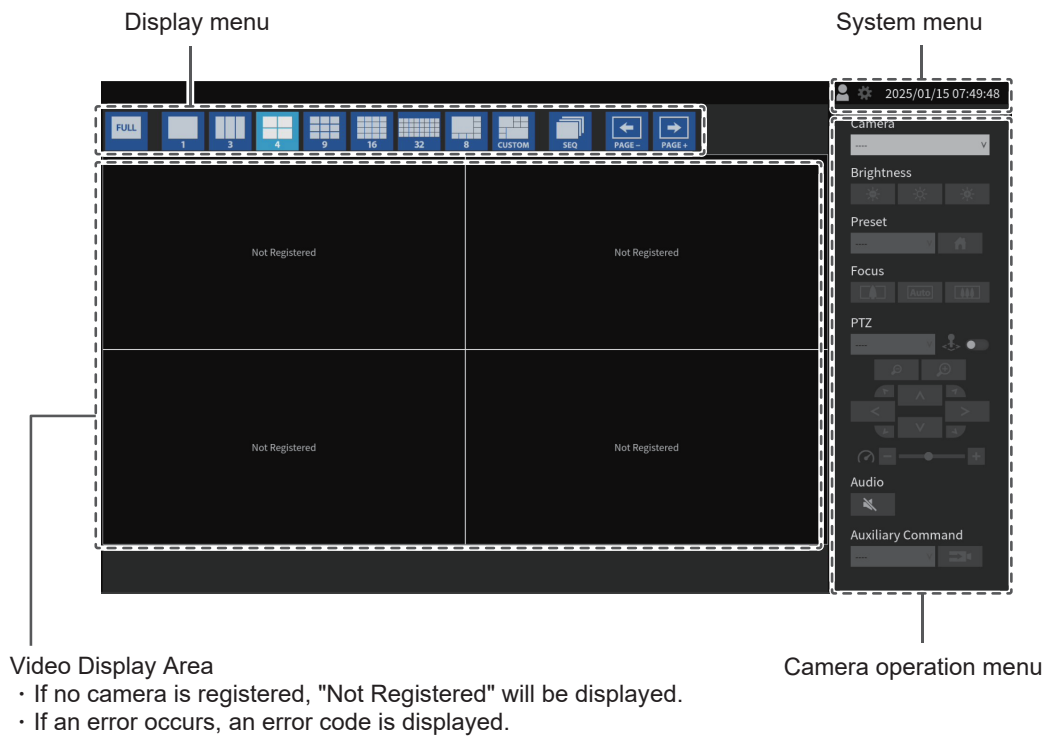 Display menu
System menu
2025/01/15 07:49:48
FULL
1
3
4
9
16
32
8
CUSTOM
SEQ
PAGE−
PAGE+
Camera
----
Brightness
Not Registered
Not Registered
Preset
----
Focus
Auto
PTZ
----
Not Registered
Not Registered
Audio
Auxiliary Command
----
Video Display Area
・If no camera is registered, "Not Registered" will be displayed.
・If an error occurs, an error code is displayed.
Camera operation menu